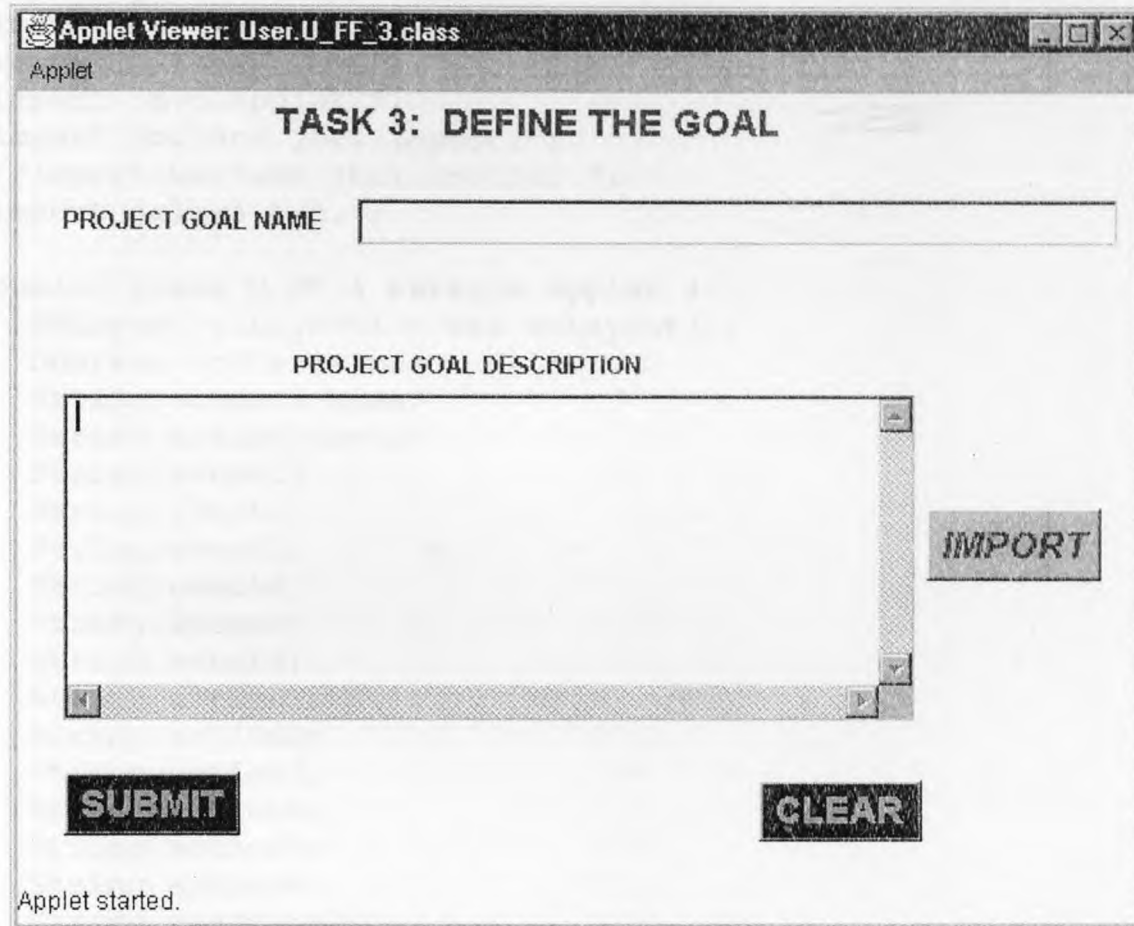 Applet Viewer: User.U_FF_3.class
Applet
TASK 3: DEFINE THE GOAL
PROJECT GOAL NAME
PROJECT GOAL DESCRIPTION
IMPORT
SUBMIT
CLEAR
Applet started.